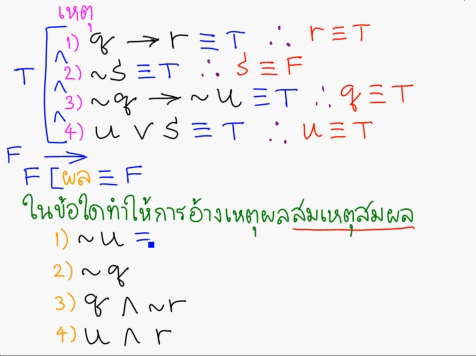 เหตุ
1) q → r ≡ T ∴ r ≡ T
T [ ∧ 2) ~s ≡ T ∴ s ≡ F
∧ 3) ~q → ~u ≡ T ∴ q ≡ T
∧ 4) u ∨ s ≡ T ∴ u ≡ T
F →
F [ ผล ≡ F
ในข้อใดทำให้การอ้างเหตุผลสมเหตุสมผล
1) ~u =
2) ~q
3) q ∧ ~r
4) u ∧ r